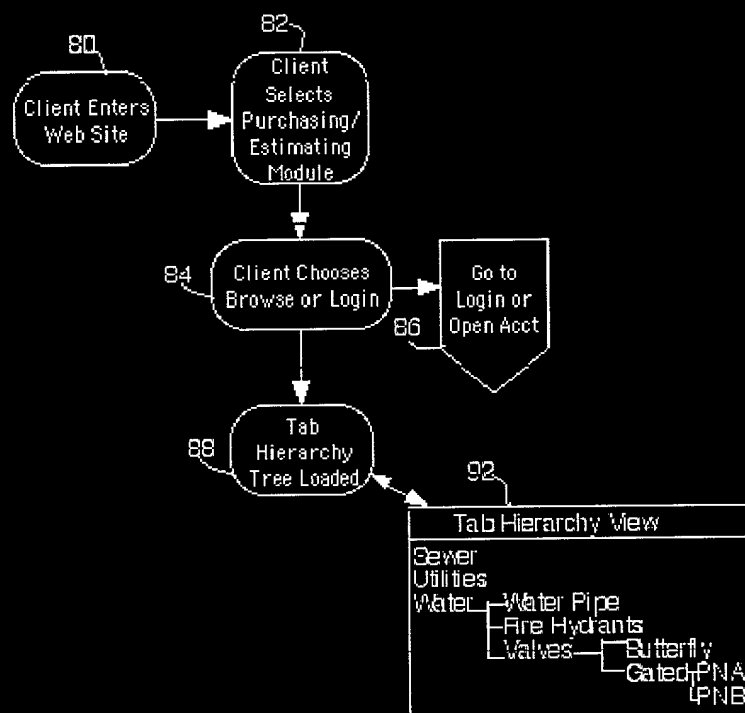 80
82
Client Enters
Web Site
Client
Selects
Purchasing/
Estimating
Module
84
Client Chooses
Browse or Login
86
Go to
Login or
Open Acct
88
Tab
Hierarchy
Tree Loaded
92
Tab Hierarchy View
Sewer
Utilities
Water Water Pipe
Fire Hydrants
Valves Butterfly
Gated PNA
PNB